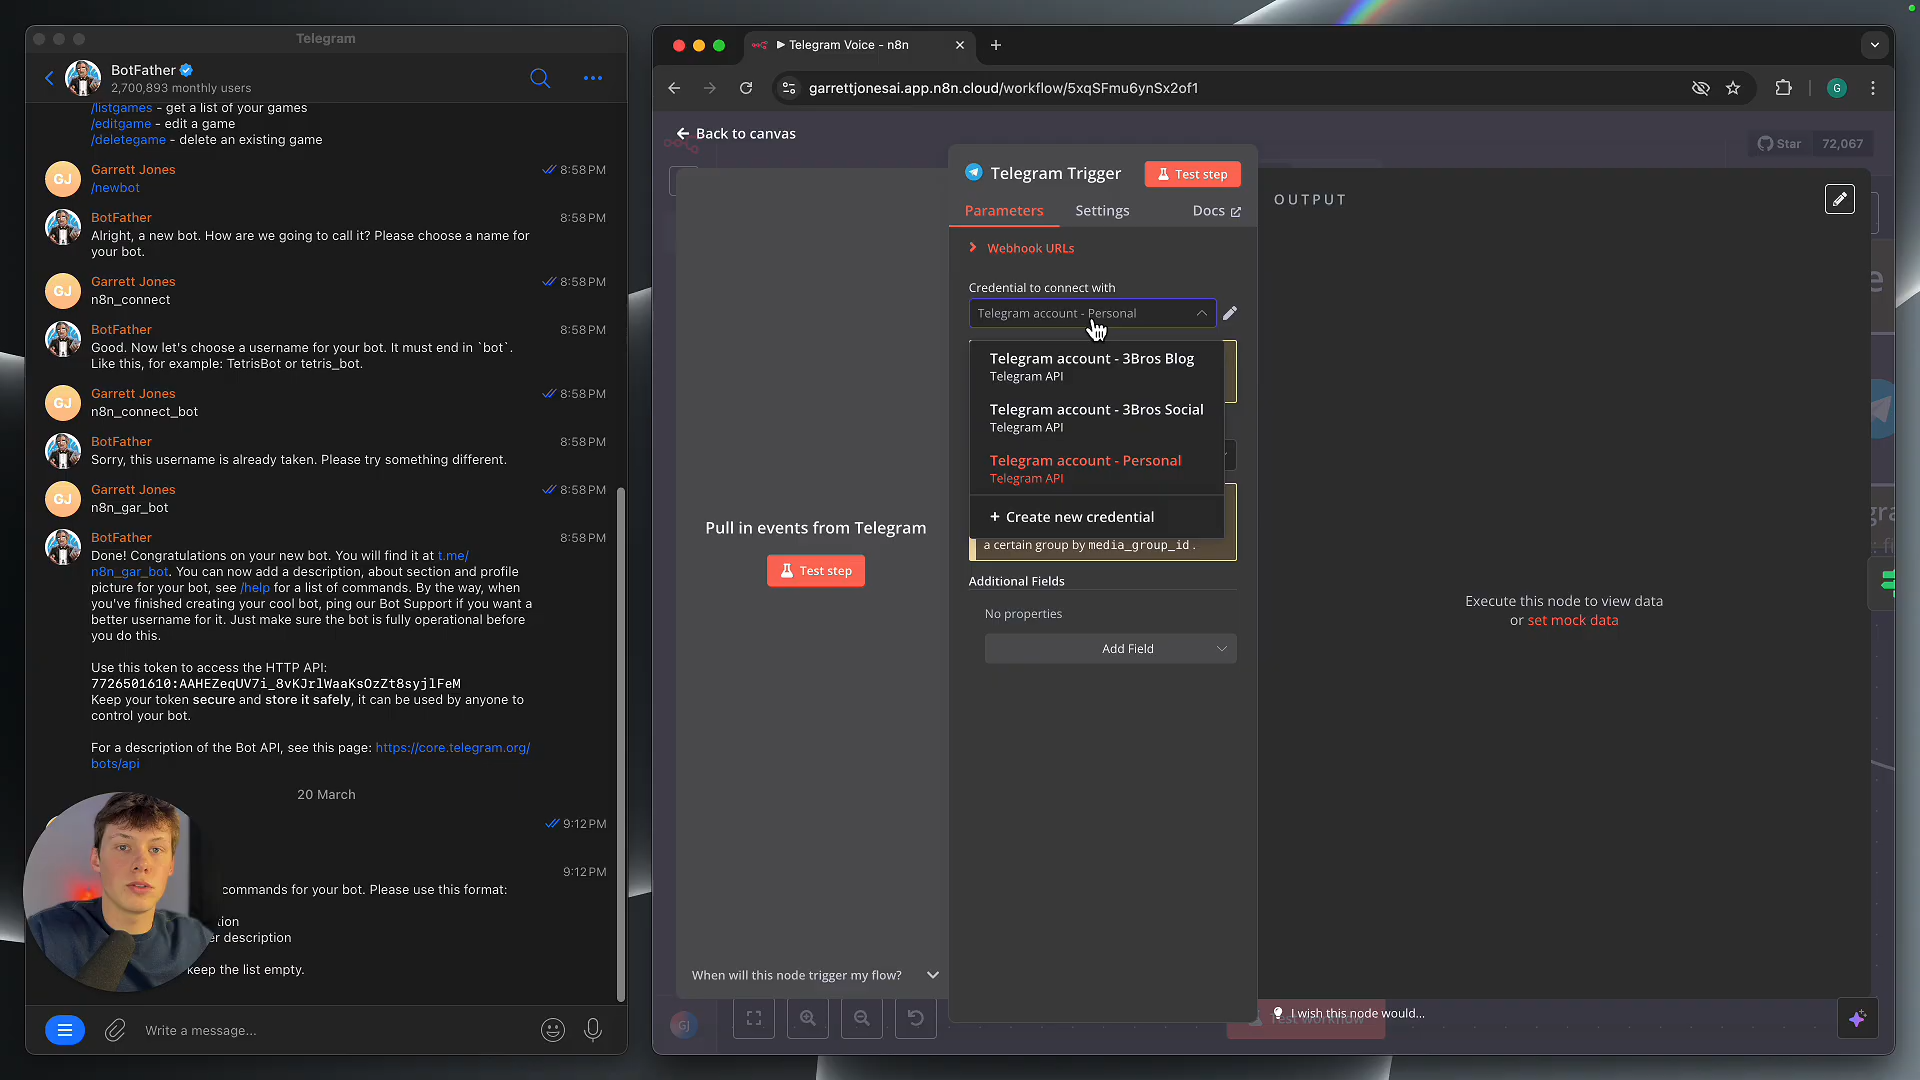 Telegram
BotFather
2,700,893 monthly users
/listgames - get a list of your games
/editgame - edit a game
/deletegame - delete an existing game
GJ
Garrett Jones
8:58 PM
/newbot
BotFather
8:58 PM
Alright, a new bot. How are we going to call it? Please choose a name for
your bot.
GJ
Garrett Jones
8:58 PM
n8n_connect
BotFather
8:58 PM
Good. Now let's choose a username for your bot. It must end in `bot`.
Like this, for example: TetrisBot or tetris_bot.
GJ
Garrett Jones
8:58 PM
n8n_connect_bot
BotFather
8:58 PM
Sorry, this username is already taken. Please try something different.
GJ
Garrett Jones
8:58 PM
n8n_gar_bot
BotFather
8:58 PM
Done! Congratulations on your new bot. You will find it at t.me/
n8n_gar_bot. You can now add a description, about section and profile
picture for your bot, see /help for a list of commands. By the way, when
you've finished creating your cool bot, ping our Bot Support if you want a
better username for it. Just make sure the bot is fully operational before
you do this.
Use this token to access the HTTP API:
7726501610:AAHEZeqUV7i_8vKJrlWaaKsOzZt8syjlFeM
Keep your token secure and store it safely, it can be used by anyone to
control your bot.
For a description of the Bot API, see this page: https://core.telegram.org/
bots/api
20 March
9:12 PM
9:12 PM
commands for your bot. Please use this format:
tion
er description
keep the list empty.
Write a message...
Telegram Voice - n8n
garrettjonesai.app.n8n.cloud/workflow/5xqSFmu6ynSx2of1
G
Back to canvas
Star
72,067
Telegram Trigger
Test step
Parameters
Settings
Docs
Webhook URLs
Credential to connect with
Telegram account - Personal
Telegram account - 3Bros Blog
Telegram API
Telegram account - 3Bros Social
Telegram API
Telegram account - Personal
Telegram API
+ Create new credential
a certain group by media_group_id .
Additional Fields
No properties
Add Field
Pull in events from Telegram
Test step
When will this node trigger my flow?
OUTPUT
Execute this node to view data
or set mock data
GJ
Test workflow
I wish this node would...